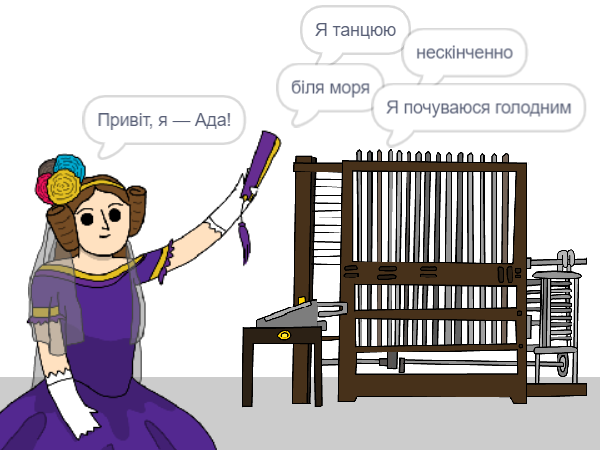 Я танцюю
нескінченно
біля моря
Я почуваюся голодним
Привіт, я — Ада!